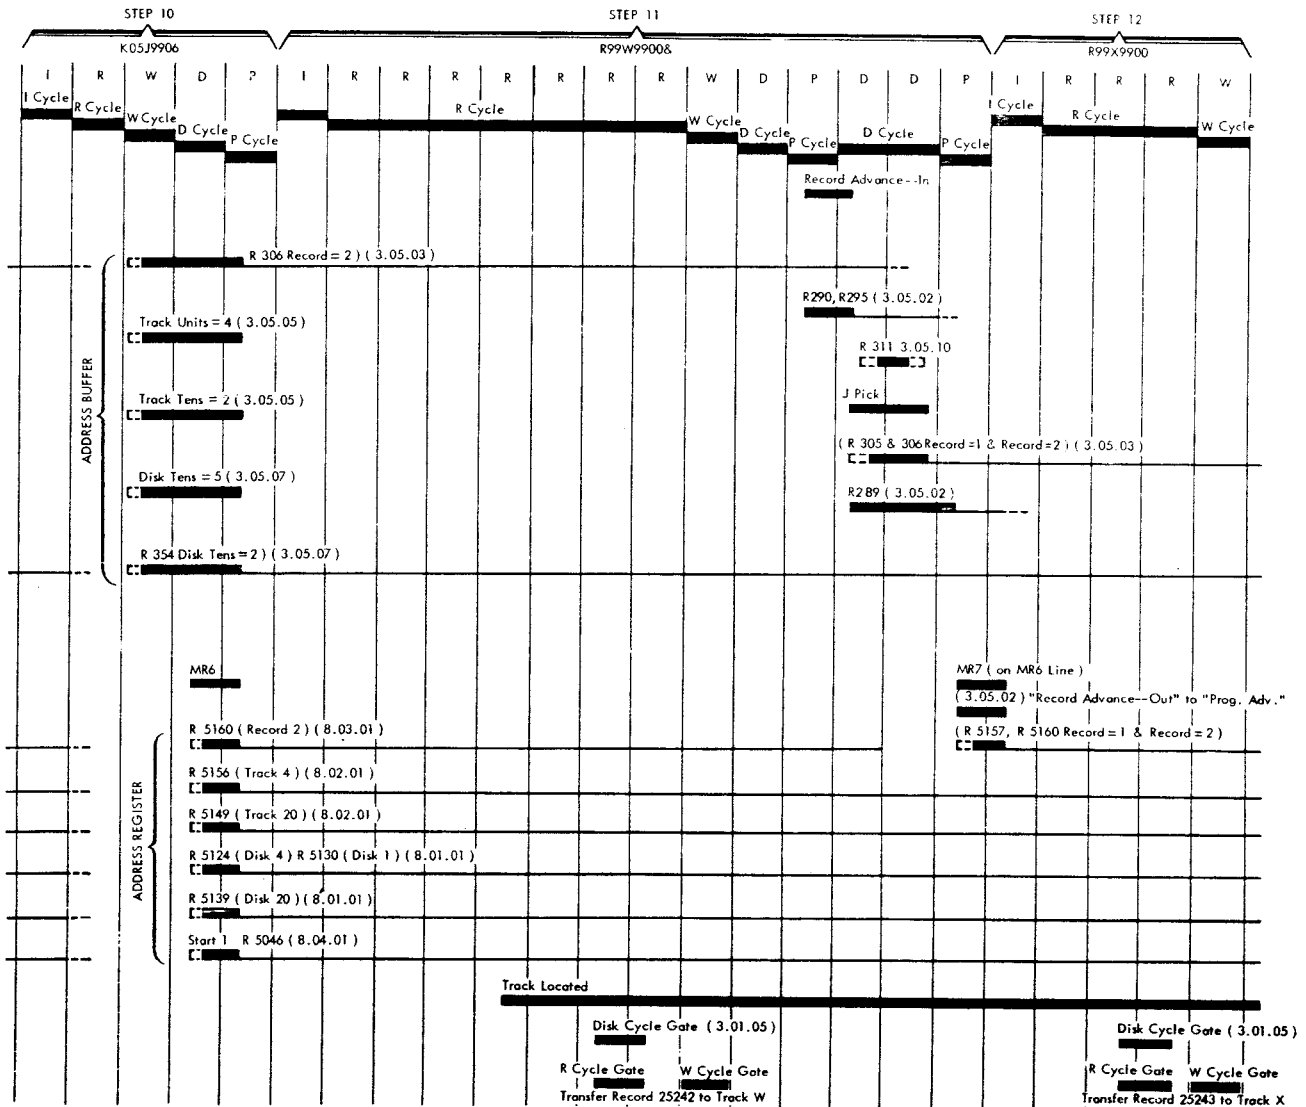 STEP 10 STEP 11 STEP 12
K05J9906 R99W9900& R99X9900
I R W D P I R R R R R R R W D P D D P I R R R W
I Cycle R Cycle W Cycle D Cycle P Cycle R Cycle W Cycle D Cycle P Cycle D Cycle P Cycle I Cycle R Cycle W Cycle
Record Advance--In
ADDRESS BUFFER
R 306 Record = 2 ) ( 3.05.03 )
R290, R295 ( 3.05.02 )
Track Units = 4 ( 3.05.05 )
R 311 3.05.10
J Pick
Track Tens = 2 ( 3.05.05 )
( R 305 & 306 Record =1 & Record =2 ) ( 3.05.03 )
Disk Tens = 5 ( 3.05.07 )
R289 ( 3.05.02 )
R 354 Disk Tens = 2 ) ( 3.05.07 )
MR6
MR7 ( on MR6 Line )
( 3.05.02 ) "Record Advance--Out" to "Prog. Adv."
ADDRESS REGISTER
R 5160 ( Record 2 ) ( 8.03.01 )
( R 5157, R 5160 Record = 1 & Record = 2 )
R 5156 ( Track 4 ) ( 8.02.01 )
R 5149 ( Track 20 ) ( 8.02.01 )
R 5124 ( Disk 4 ) R 5130 ( Disk 1 ) ( 8.01.01 )
R 5139 ( Disk 20 ) ( 8.01.01 )
Start 1 R 5046 ( 8.04.01 )
Track Located
Disk Cycle Gate ( 3.01.05 ) Disk Cycle Gate ( 3.01.05 )
R Cycle Gate W Cycle Gate R Cycle Gate W Cycle Gate
Transfer Record 25242 to Track W Transfer Record 25243 to Track X